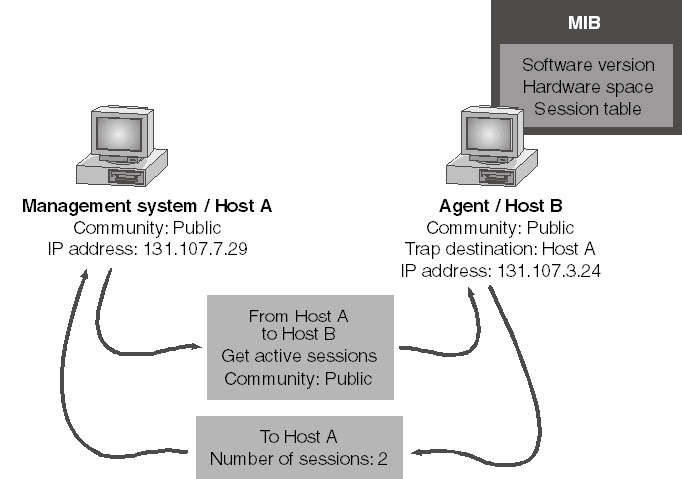 MIB
Software version
Hardware space
Session table
Management system / Host A
Community: Public
IP address: 131.107.7.29
Agent / Host B
Community: Public
Trap destination: Host A
IP address: 131.107.3.24
From Host A
to Host B
Get active sessions
Community: Public
To Host A
Number of sessions: 2